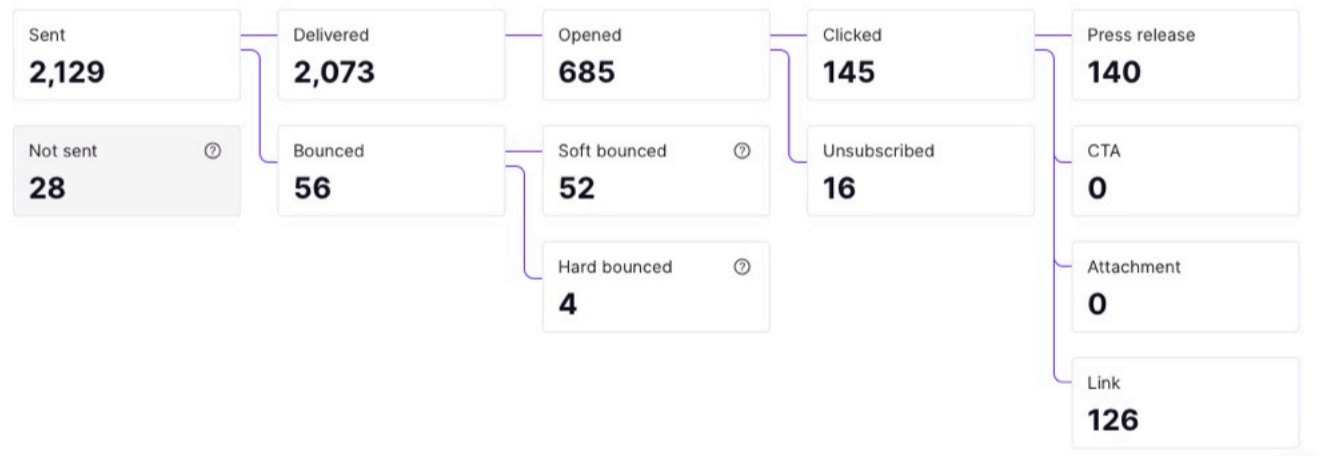 Sent
2,129
Delivered
2,073
Opened
685
Clicked
145
Press release
140
Not sent
28
Bounced
56
Soft bounced
52
Unsubscribed
16
CTA
0
Hard bounced
4
Attachment
0
Link
126